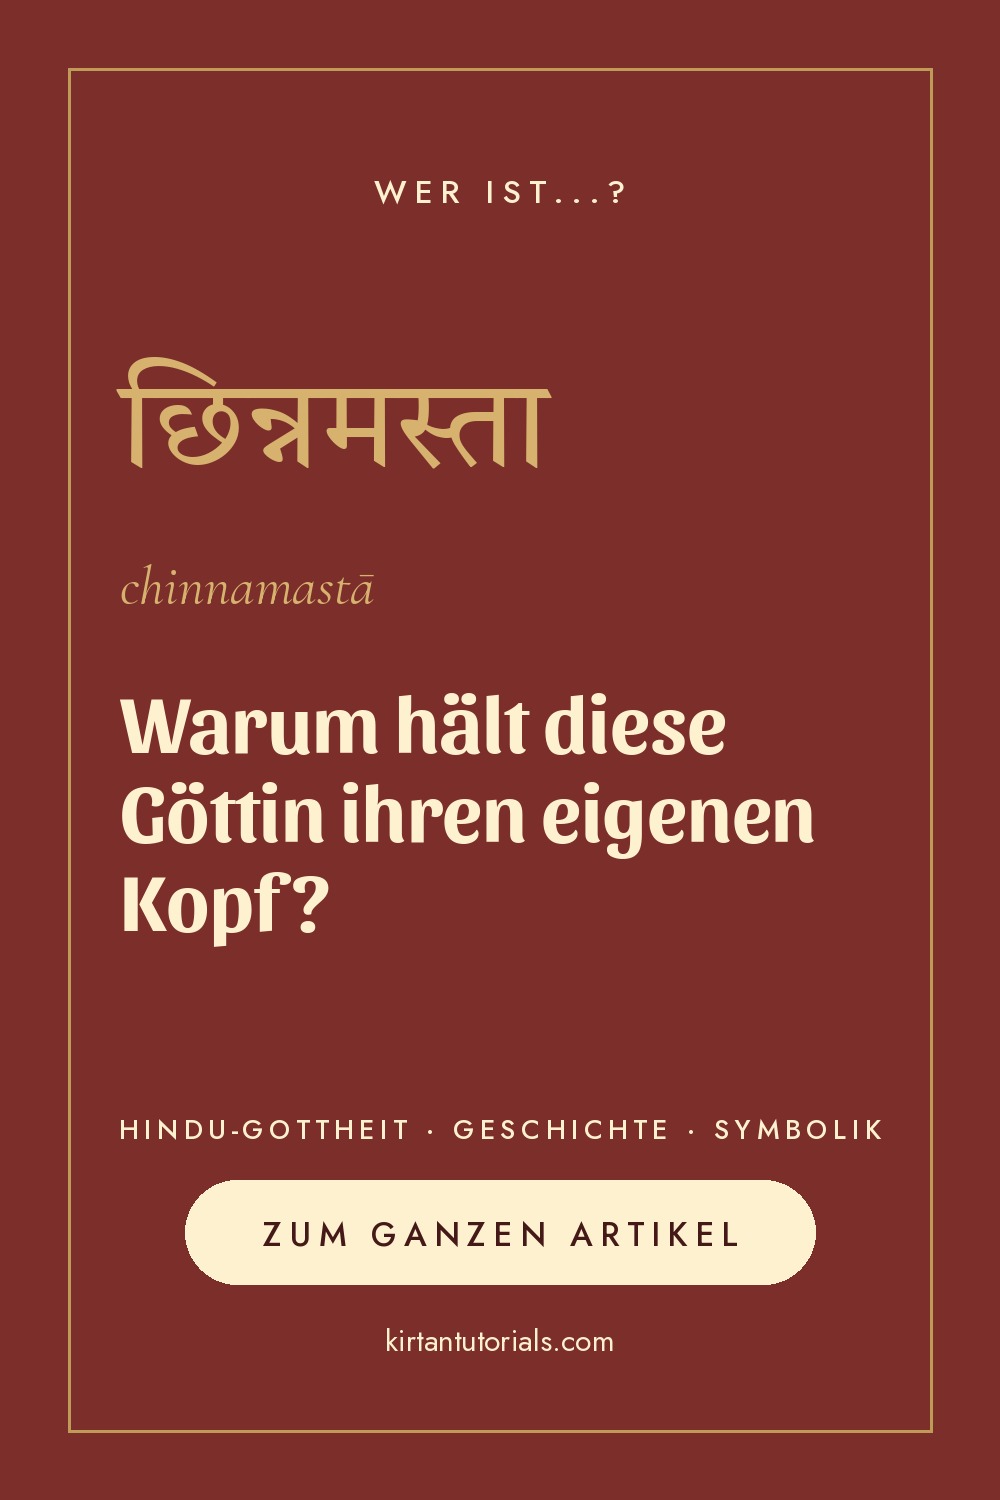 WER IST...?
छिन्नमस्ता
chinnamastā
Warum hält diese
Göttin ihren eigenen
Kopf?
HINDU-GOTTHEIT · GESCHICHTE · SYMBOLIK
ZUM GANZEN ARTIKEL
kirtantutorials.com